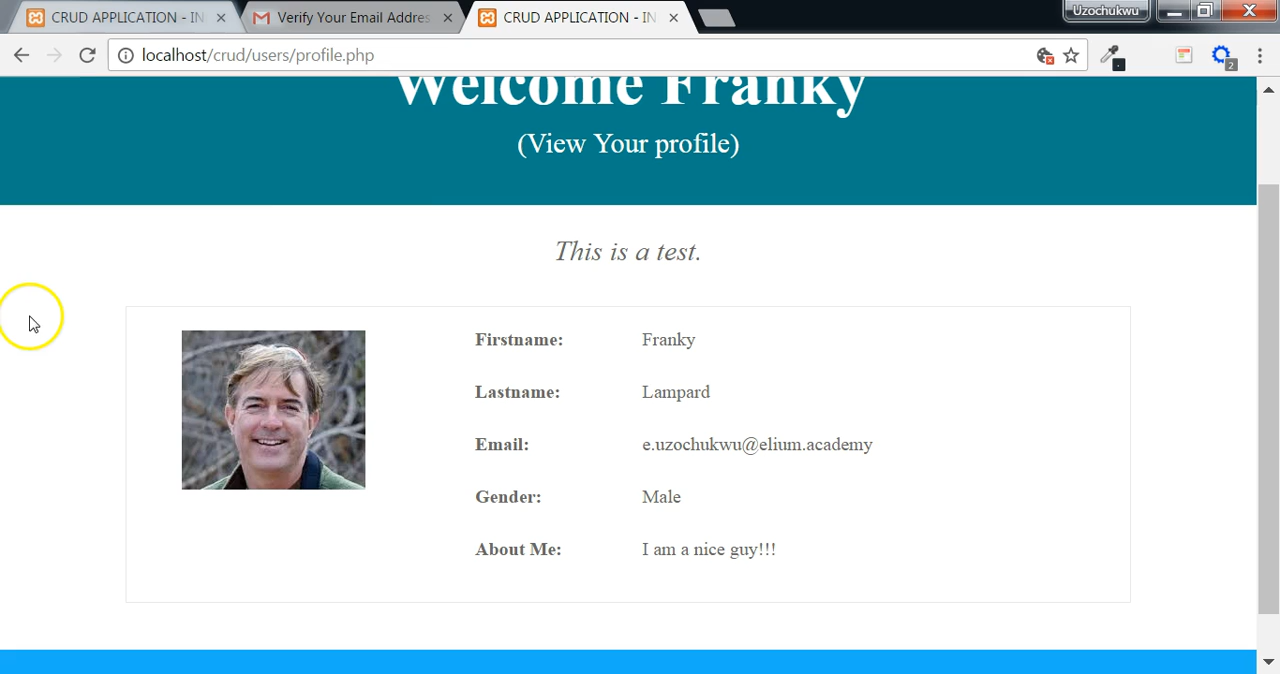 CRUD APPLICATION - IN
Verify Your Email Addres
CRUD APPLICATION - IN
Uzochukwu
localhost/crud/users/profile.php
2
Welcome Franky
(View Your profile)
This is a test.
Firstname: Franky
Lastname: Lampard
Email: e.uzochukwu@elium.academy
Gender: Male
About Me: I am a nice guy!!!